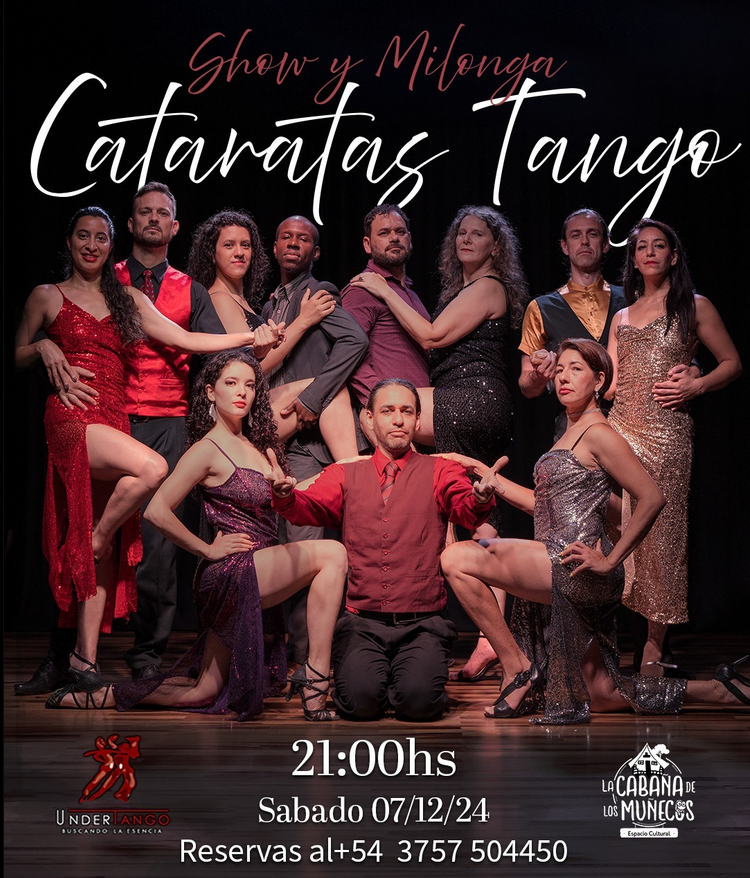 Show y Milonga
Cataratas Tango
21:00hs
Sabado 07/12/24
Reservas al+54 3757 504450
UNDERTANGO
BUSCANDO LA ESENCIA
LA CABAÑA DE
LOS MUÑECOS
Espacio Cultural